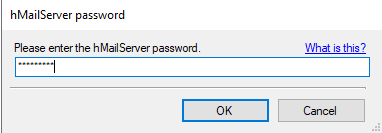 hMailServer password
Please enter the hMailServer password. What is this?
*********
OK Cancel